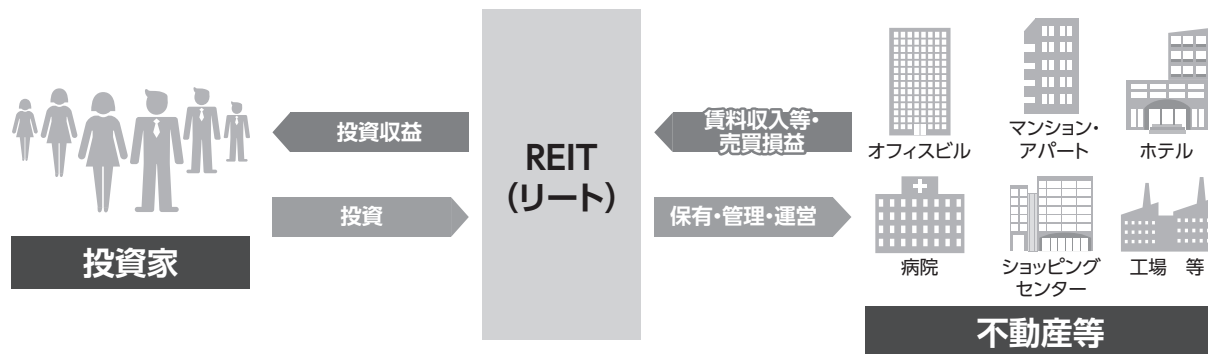 投資家
投資収益
投資
REIT
(リート)
賃料収入等・
売買損益
保有・管理・運営
オフィスビル
マンション・
アパート
ホテル
病院
ショッピング
センター
工場　等
不動産等